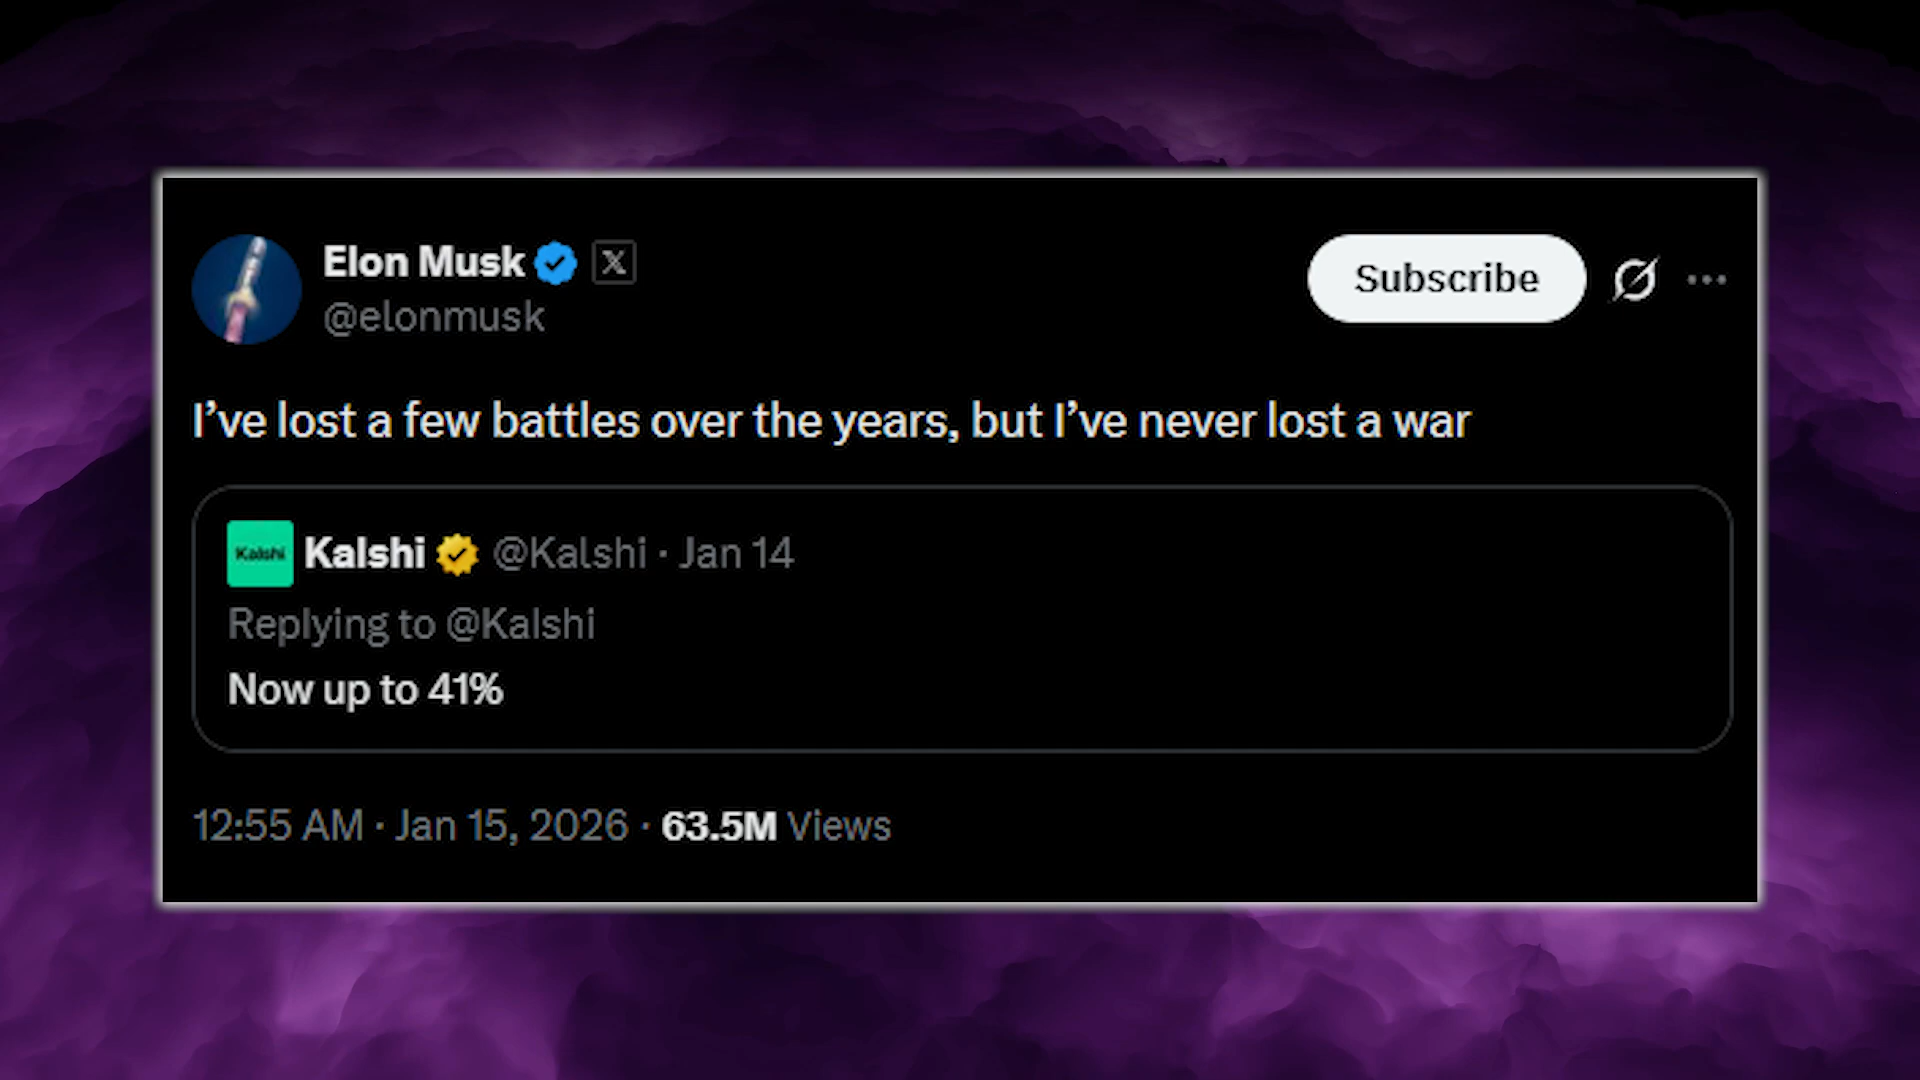 Elon Musk
@elonmusk
Subscribe
I’ve lost a few battles over the years, but I’ve never lost a war
Kalshi
Kalshi @Kalshi · Jan 14
Replying to @Kalshi
Now up to 41%
12:55 AM · Jan 15, 2026 · 63.5M Views